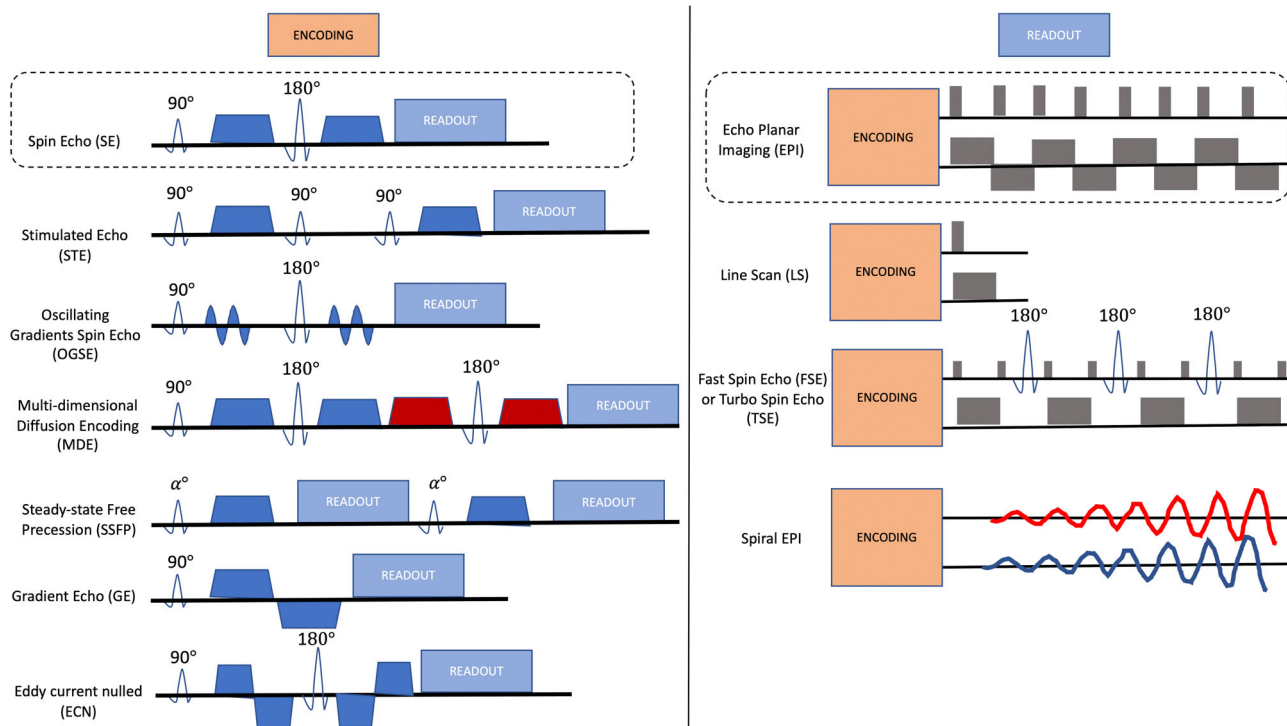 ENCODING
90°
180°
Spin Echo (SE)
READOUT
90°
90°
90°
Stimulated Echo
(STE)
READOUT
90°
180°
Oscillating
Gradients Spin Echo
(OGSE)
READOUT
90°
180°
180°
Multi-dimensional
Diffusion Encoding
(MDE)
READOUT
α°
α°
Steady-state Free
Precession (SSFP)
READOUT
READOUT
90°
Gradient Echo (GE)
READOUT
90°
180°
Eddy current nulled
(ECN)
READOUT
READOUT
Echo Planar
Imaging (EPI)
ENCODING
Line Scan (LS)
ENCODING
180°
180°
180°
Fast Spin Echo (FSE)
or Turbo Spin Echo
(TSE)
ENCODING
Spiral EPI
ENCODING